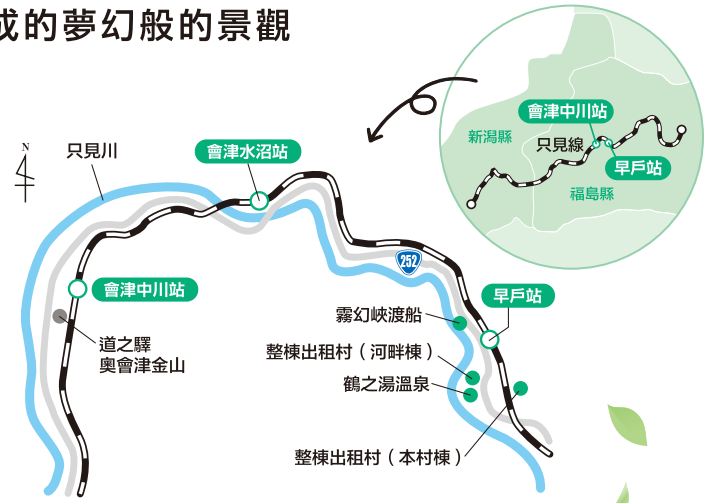 成的夢幻般的景觀
N
只見川
會津水沼站
會津中川站
新潟縣
只見線
早戶站
福島縣
252
會津中川站
早戶站
霧幻峽渡船
道之驛
奧會津金山
整棟出租村（河畔棟）
鶴之湯溫泉
整棟出租村（本村棟）